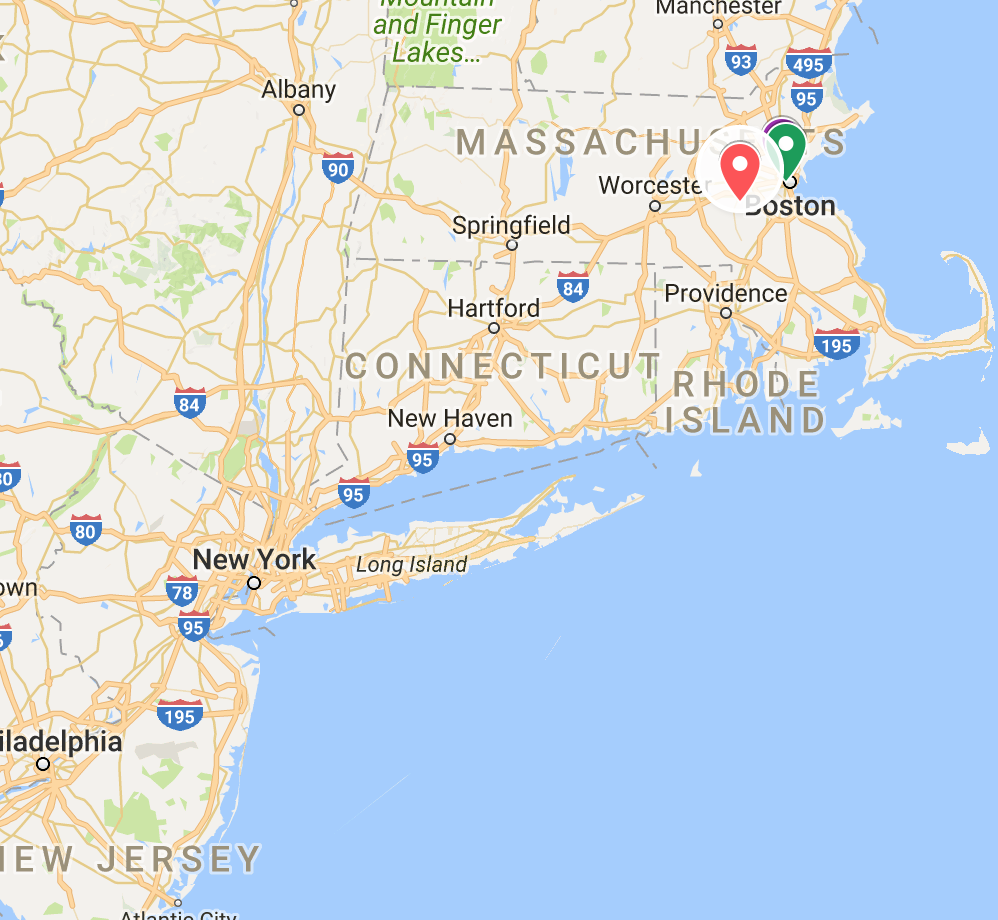 Manchester
Mountain
and Finger
Lakes...
93
495
95
Albany
MASSACHUSETTS
90
Worcester
Boston
Springfield
84
Providence
Hartford
195
CONNECTICUT
RHODE
ISLAND
84
New Haven
95
95
80
New York
Long Island
own
78
95
195
iladelphia
EW JERSEY
Atlantic City